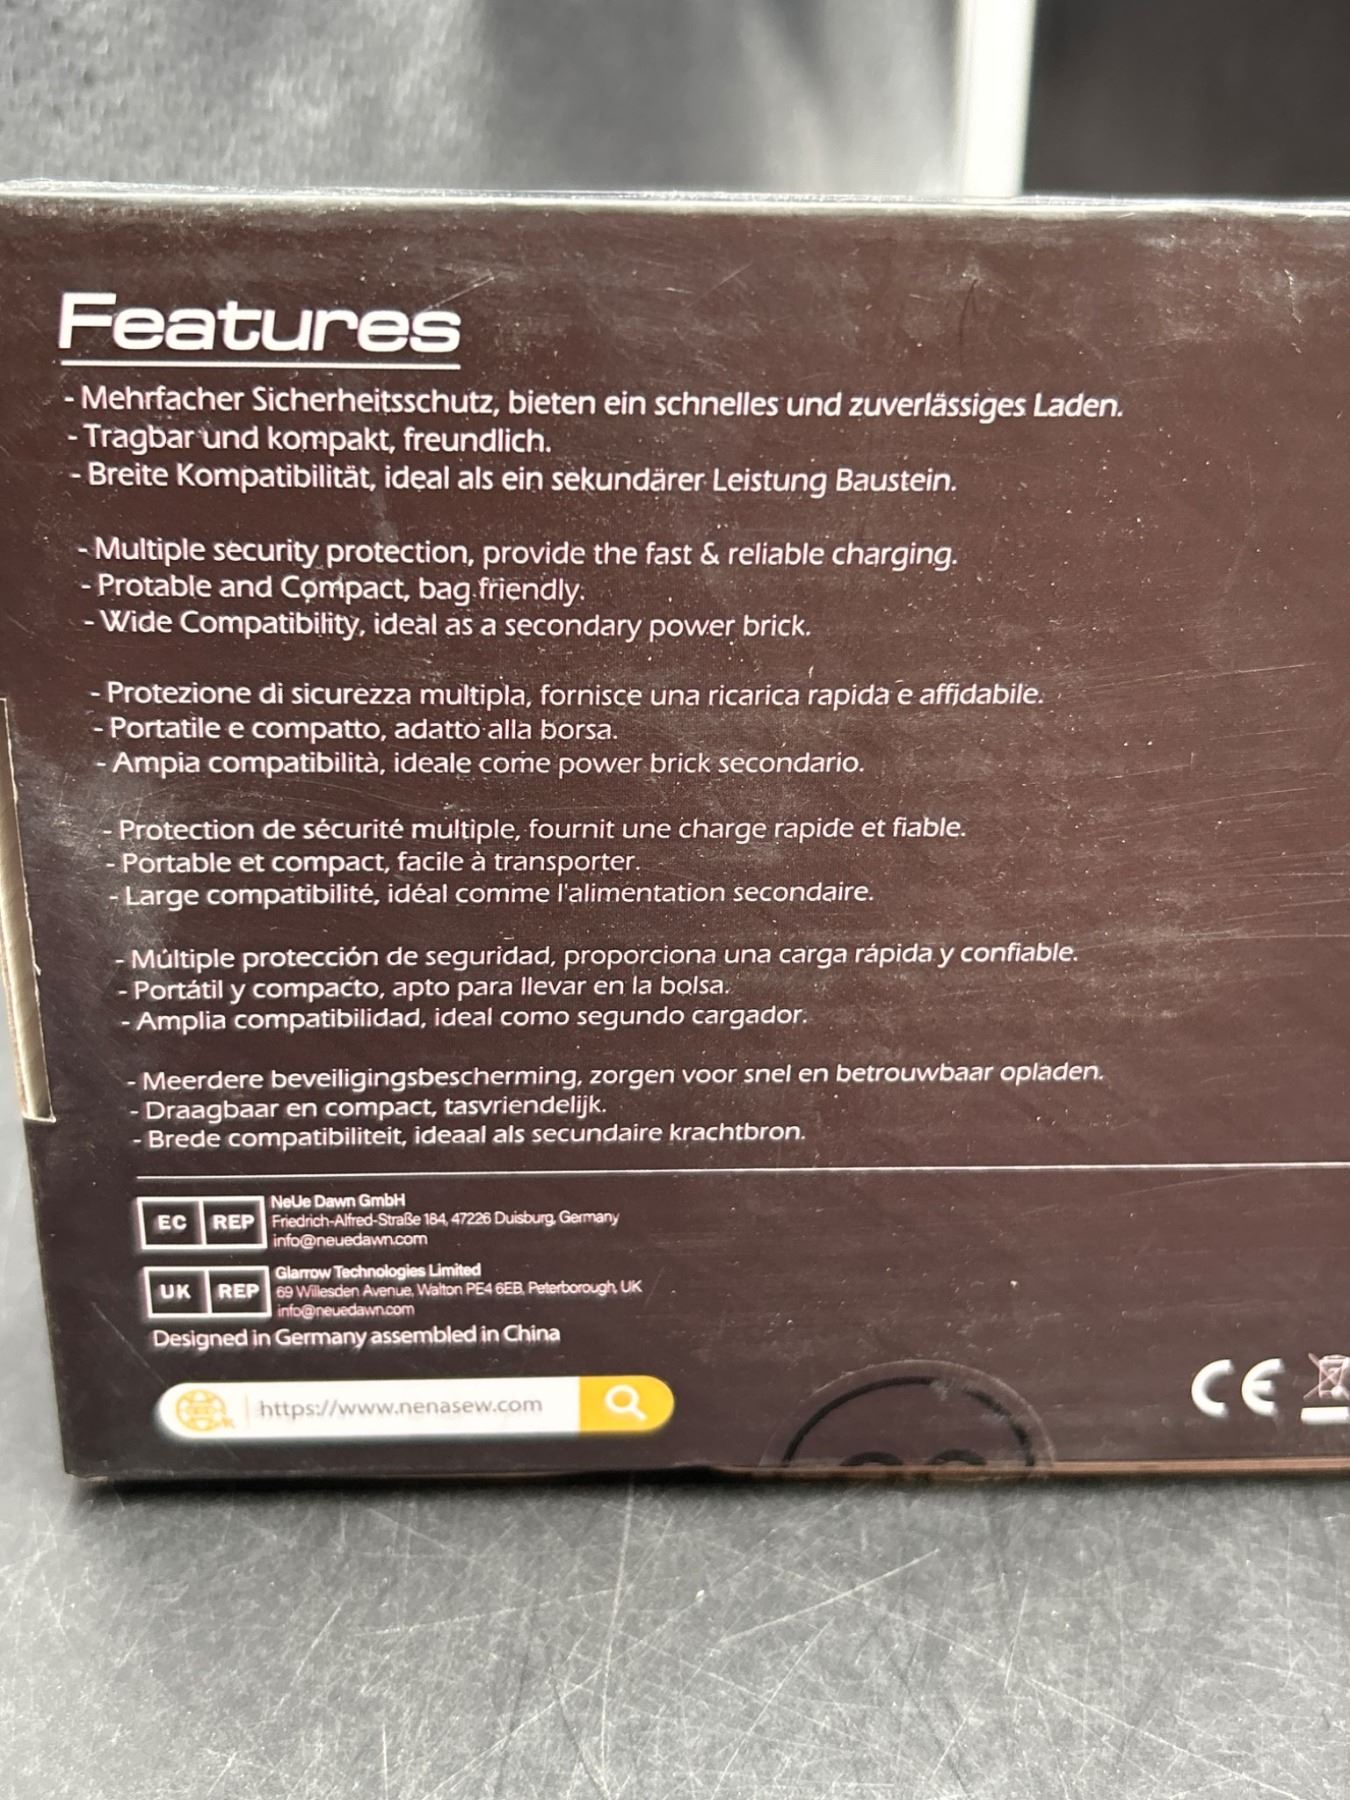 Features
- Mehrfacher Sicherheitsschutz, bieten ein schnelles und zuverlässiges Laden.
- Tragbar und kompakt, freundlich.
- Breite Kompatibilität, ideal als ein sekundärer Leistung Baustein.
- Multiple security protection, provide the fast & reliable charging.
- Protable and Compact, bag friendly.
- Wide Compatibility, ideal as a secondary power brick.
- Protezione di sicurezza multipla, fornisce una ricarica rapida e affidabile.
- Portatile e compatto, adatto alla borsa.
- Ampia compatibilità, ideale come power brick secondario.
- Protection de sécurité multiple, fournit une charge rapide et fiable.
- Portable et compact, facile à transporter.
- Large compatibilité, idéal comme l'alimentation secondaire.
- Múltiple protección de seguridad, proporciona una carga rápida y confiable.
- Portátil y compacto, apto para llevar en la bolsa.
- Amplia compatibilidad, ideal como segundo cargador.
- Meerdere beveiligingsbescherming, zorgen voor snel en betrouwbaar opladen.
- Draagbaar en compact, tasvriendelijk.
- Brede compatibiliteit, ideaal als secundaire krachtbron.
EC REP
NeUe Dawn GmbH
Friedrich-Alfred-Straße 184, 47226 Duisburg, Germany
info@neuedawn.com
UK REP
Glarrow Technologies Limited
69 Willesden Avenue, Walton PE4 6EB, Peterborough, UK
info@neuedawn.com
Designed in Germany assembled in China
https://www.nenasew.com
CE